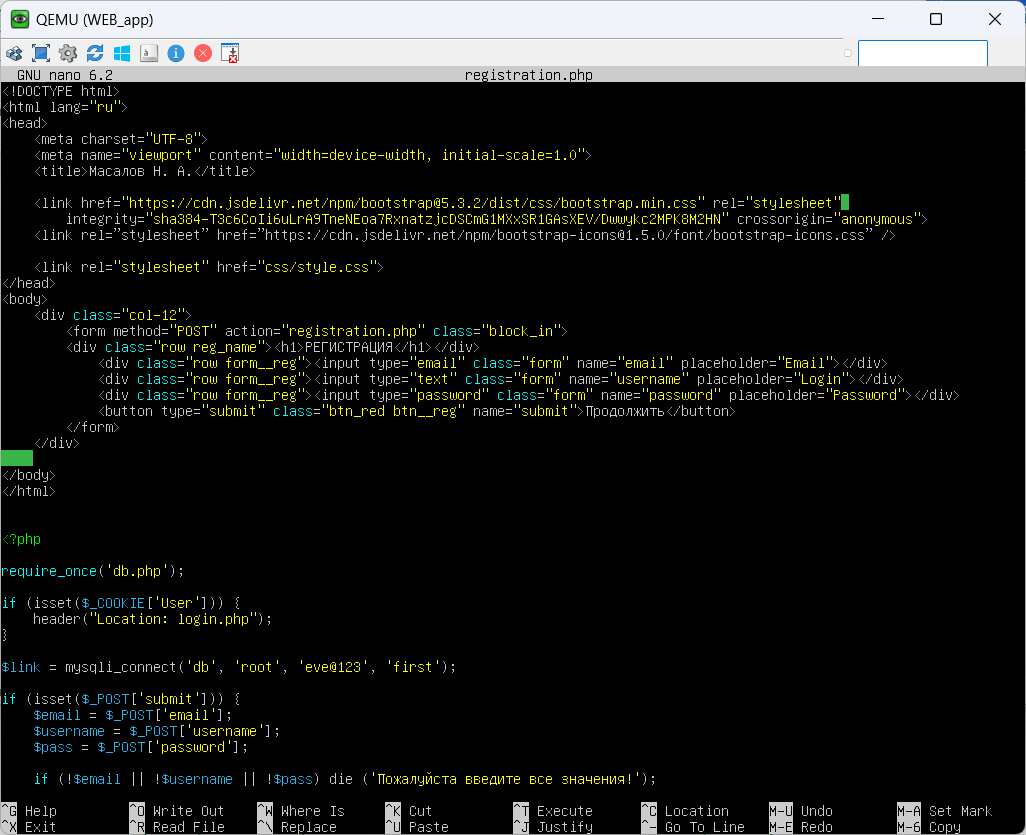 QEMU (WEB_app)
GNU nano 6.2 registration.php
<!DOCTYPE html>
<html lang="ru">
<head>
    <meta charset="UTF-8">
    <meta name="viewport" content="width=device-width, initial-scale=1.0">
    <title>Масалов Н. А.</title>

    <link href="https://cdn.jsdelivr.net/npm/bootstrap@5.3.2/dist/css/bootstrap.min.css" rel="stylesheet"
        integrity="sha384-T3c6CoIi6uLrA9TneNEoa7RxnatzjcDSCmG1MXxSR1GAsXEV/Dwwykc2MPK8M2HN" crossorigin="anonymous">
    <link rel=”stylesheet” href=”https://cdn.jsdelivr.net/npm/bootstrap-icons@1.5.0/font/bootstrap-icons.css” />

    <link rel="stylesheet" href="css/style.css">
</head>
<body>
    <div class="col-12">
        <form method="POST" action="registration.php" class="block_in">
        <div class="row reg_name"><h1>РЕГИСТРАЦИЯ</h1></div>
            <div class="row form__reg"><input type="email" class="form" name="email" placeholder="Email"></div>
            <div class="row form__reg"><input type="text" class="form" name="username" placeholder="Login"></div>
            <div class="row form__reg"><input type="password" class="form" name="password" placeholder="Password"></div>
            <button type="submit" class="btn_red btn__reg" name="submit">Продолжить</button>
        </form>
    </div>

</body>
</html>

<?php

require_once('db.php');

if (isset($_COOKIE['User'])) {
    header("Location: login.php");
}

$link = mysqli_connect('db', 'root', 'eve@123', 'first');

if (isset($_POST['submit'])) {
    $email = $_POST['email'];
    $username = $_POST['username'];
    $pass = $_POST['password'];

    if (!$email || !$username || !$pass) die ('Пожалуйста введите все значения!');

^G Help ^O Write Out ^W Where Is ^K Cut ^T Execute ^C Location M-U Undo M-A Set Mark
^X Exit ^R Read File ^\ Replace ^U Paste ^J Justify ^- Go To Line M-E Redo M-6 Copy